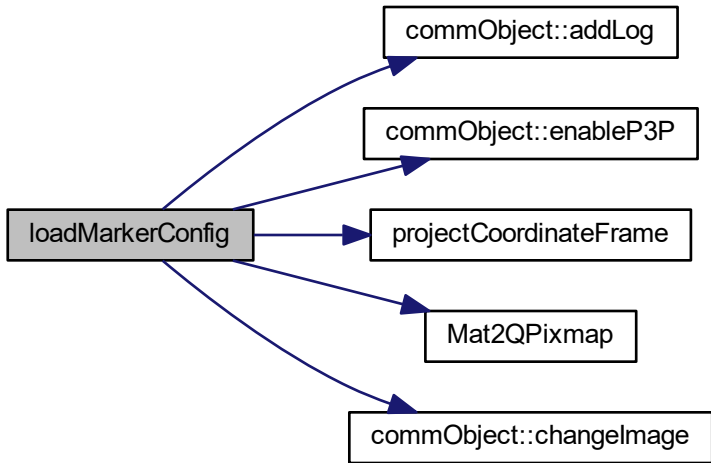 commObject::addLog
commObject::enableP3P
loadMarkerConfig
projectCoordinateFrame
Mat2QPixmap
commObject::changeImage